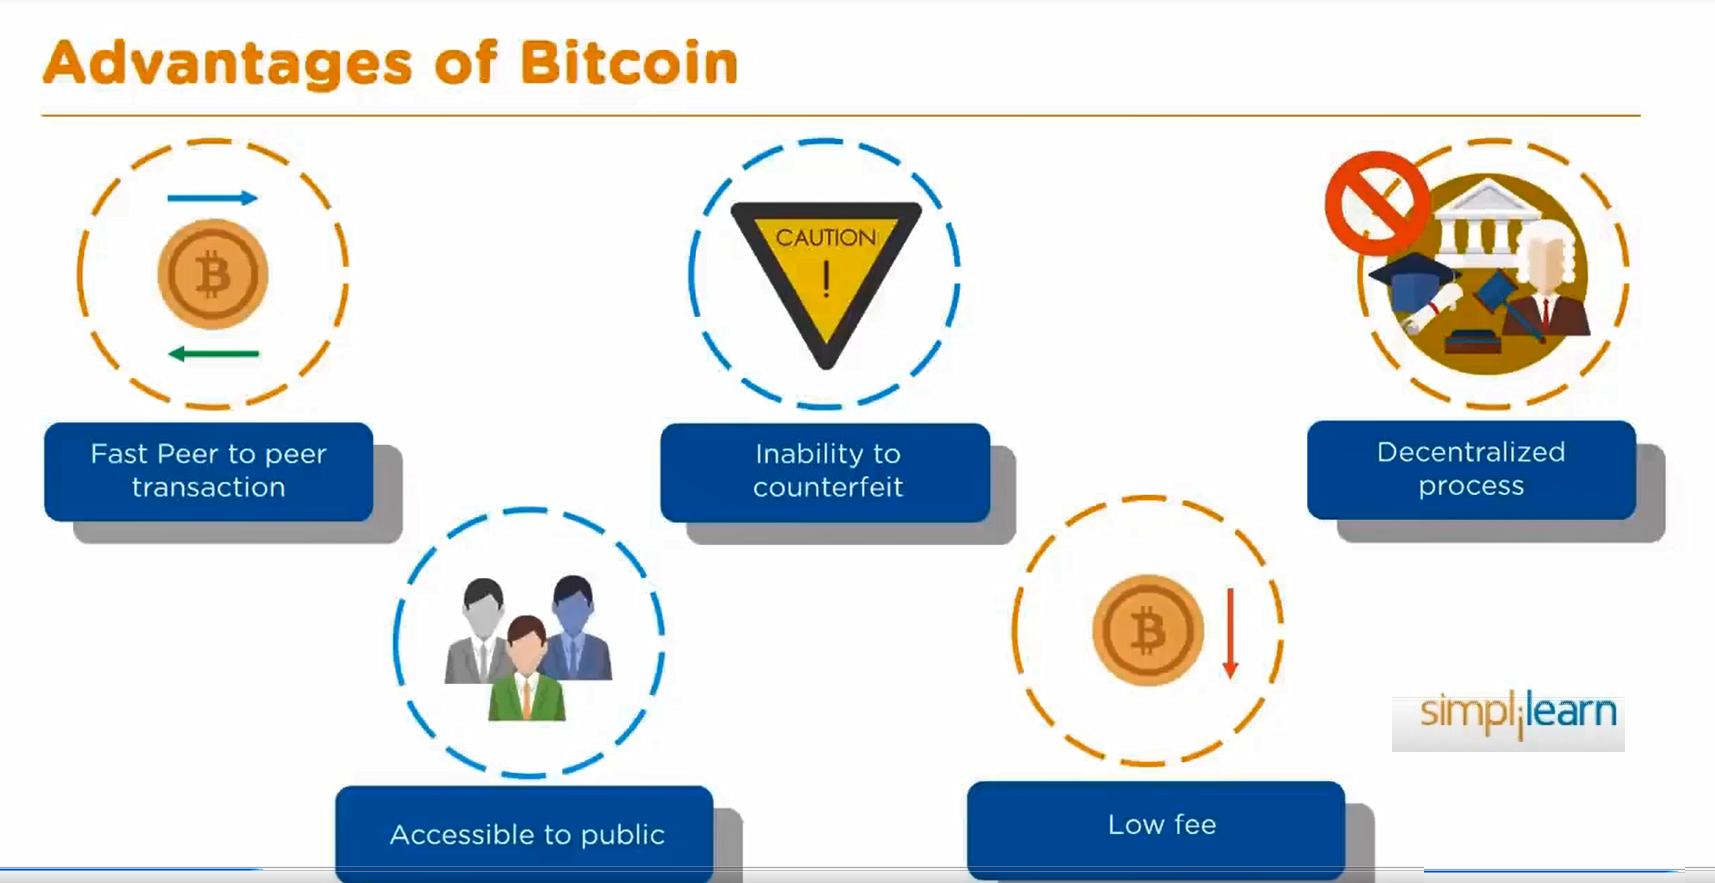 Advantages of Bitcoin
CAUTION
!
Fast Peer to peer
transaction
Inability to
counterfeit
Decentralized
process
Accessible to public
Low fee
simplilearn